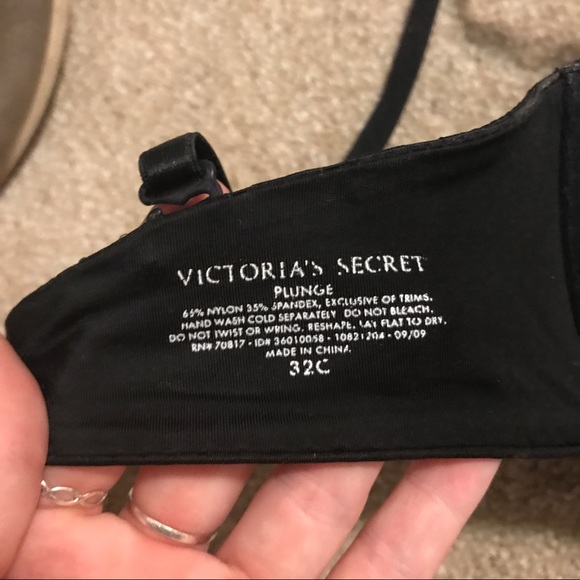 VICTORIA'S SECRET
PLUNGE
65% NYLON 35% SPANDEX, EXCLUSIVE OF TRIMS.
HAND WASH COLD SEPARATELY DO NOT BLEACH.
DO NOT TWIST OR WRING. RESHAPE, LAY FLAT TO DRY.
RN# 70817 - ID# 36010058 - 10821204 - 09/09
MADE IN CHINA
32C